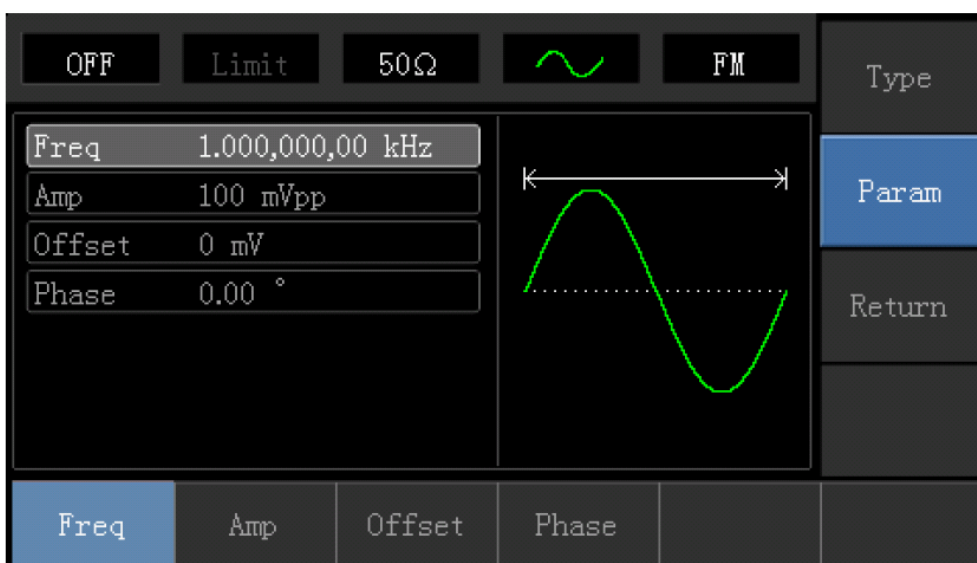 OFF Limit 50Ω FM
Type
Freq 1.000,000,00 kHz
Amp 100 mVpp
Offset 0 mV
Phase 0.00 °
Param
Return
Freq Amp Offset Phase